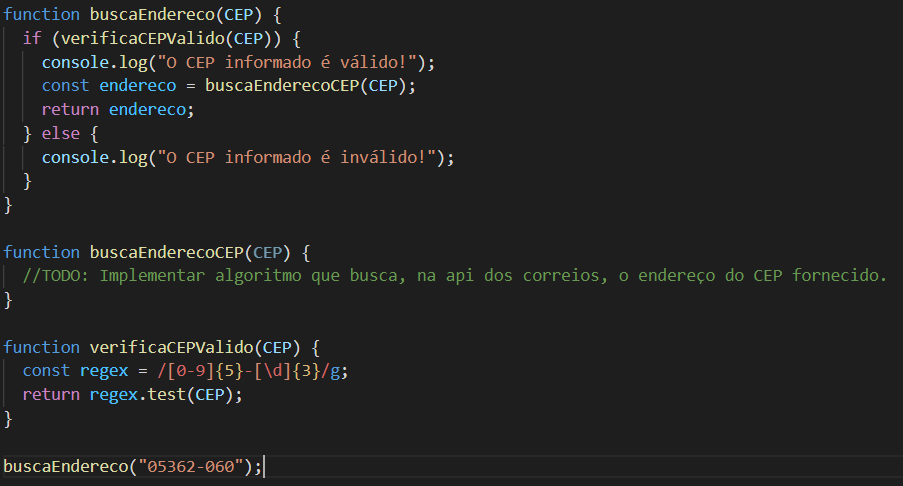 function buscaEndereco(CEP) {
  if (verificaCEPValido(CEP)) {
    console.log("O CEP informado é válido!");
    const endereco = buscaEnderecoCEP(CEP);
    return endereco;
  } else {
    console.log("O CEP informado é inválido!");
  }
}

function buscaEnderecoCEP(CEP) {
  //TODO: Implementar algoritmo que busca, na api dos correios, o endereço do CEP fornecido.
}

function verificaCEPValido(CEP) {
  const regex = /[0-9]{5}-[\d]{3}/g;
  return regex.test(CEP);
}

buscaEndereco("05362-060");